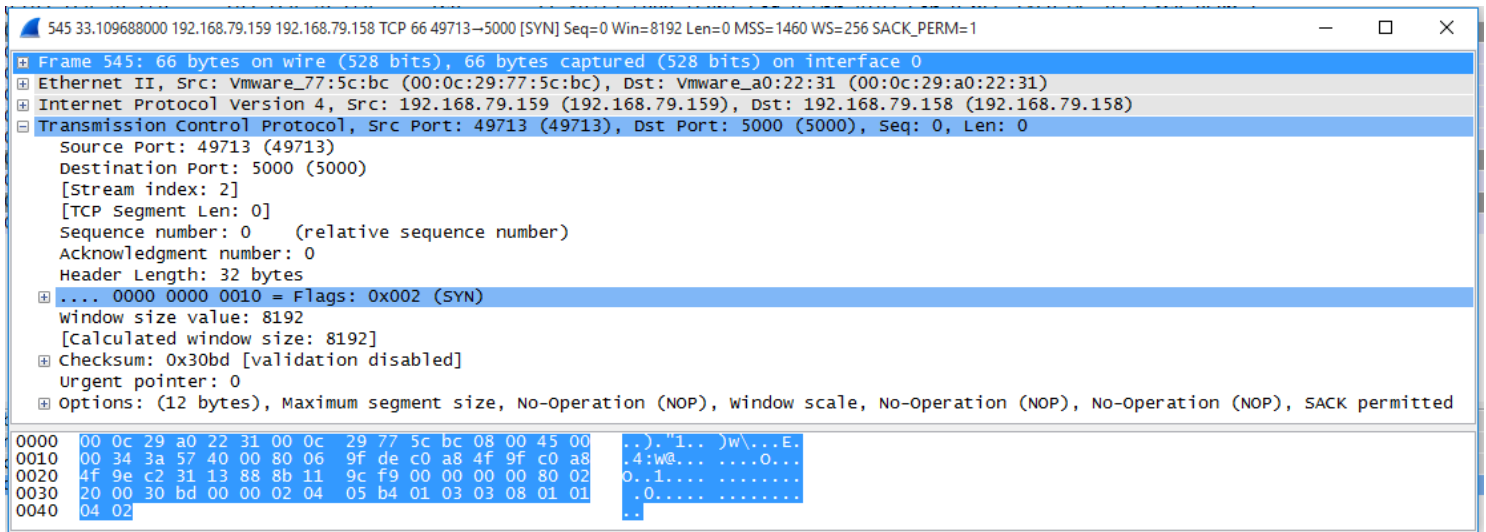 545 33.109688000 192.168.79.159 192.168.79.158 TCP 66 49713→5000 [SYN] Seq=0 Win=8192 Len=0 MSS=1460 WS=256 SACK_PERM=1
Frame 545: 66 bytes on wire (528 bits), 66 bytes captured (528 bits) on interface 0
Ethernet II, Src: Vmware_77:5c:bc (00:0c:29:77:5c:bc), Dst: Vmware_a0:22:31 (00:0c:29:a0:22:31)
Internet Protocol Version 4, Src: 192.168.79.159 (192.168.79.159), Dst: 192.168.79.158 (192.168.79.158)
Transmission Control Protocol, Src Port: 49713 (49713), Dst Port: 5000 (5000), Seq: 0, Len: 0
Source Port: 49713 (49713)
Destination Port: 5000 (5000)
[Stream index: 2]
[TCP Segment Len: 0]
Sequence number: 0    (relative sequence number)
Acknowledgment number: 0
Header Length: 32 bytes
.... 0000 0000 0010 = Flags: 0x002 (SYN)
Window size value: 8192
[Calculated window size: 8192]
Checksum: 0x30bd [validation disabled]
Urgent pointer: 0
Options: (12 bytes), Maximum segment size, No-Operation (NOP), Window scale, No-Operation (NOP), No-Operation (NOP), SACK permitted
0000  00 0c 29 a0 22 31 00 0c  29 77 5c bc 08 00 45 00   ..)."1.. )w\...E.
0010  00 34 3a 57 40 00 80 06  9f de c0 a8 4f 9f c0 a8   .4:W@... ....O...
0020  4f 9e c2 31 13 88 8b 11  9c f9 00 00 00 00 80 02   O..1.... ........
0030  20 00 30 bd 00 00 02 04  05 b4 01 03 03 08 01 01    .0..... ........
0040  04 02   ..